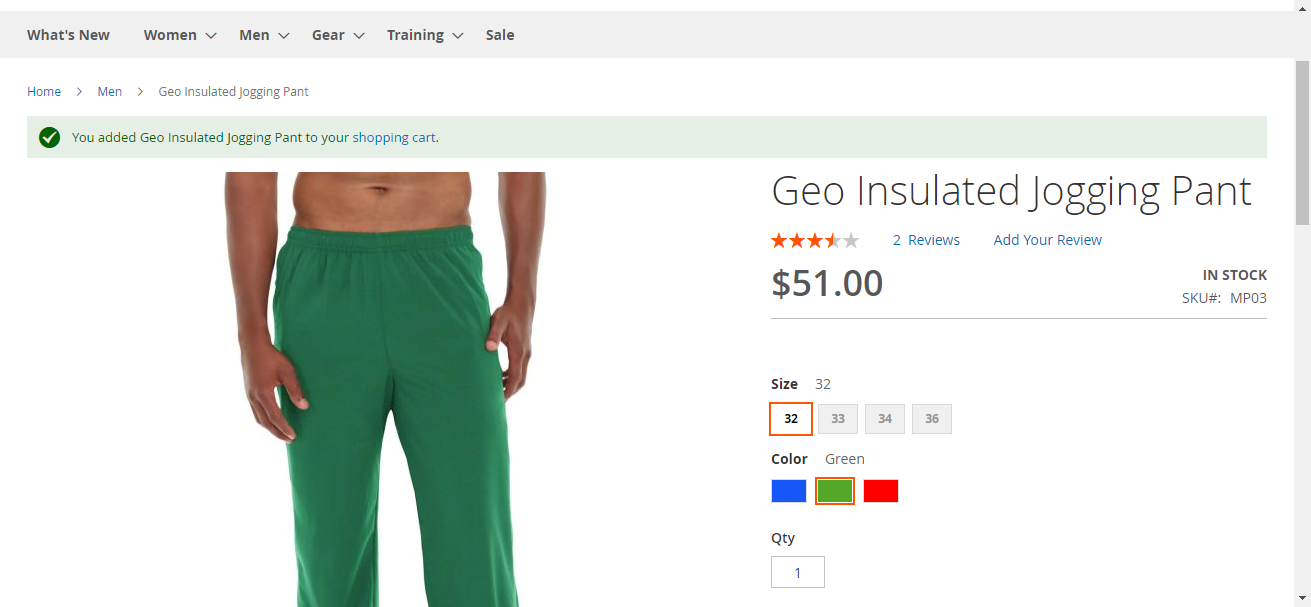 What's New Women Men Gear Training Sale
Home Men Geo Insulated Jogging Pant
You added Geo Insulated Jogging Pant to your shopping cart.
Geo Insulated Jogging Pant
2 Reviews Add Your Review
$51.00
IN STOCK
SKU#: MP03
Size 32
32 33 34 36
Color Green
Qty
1